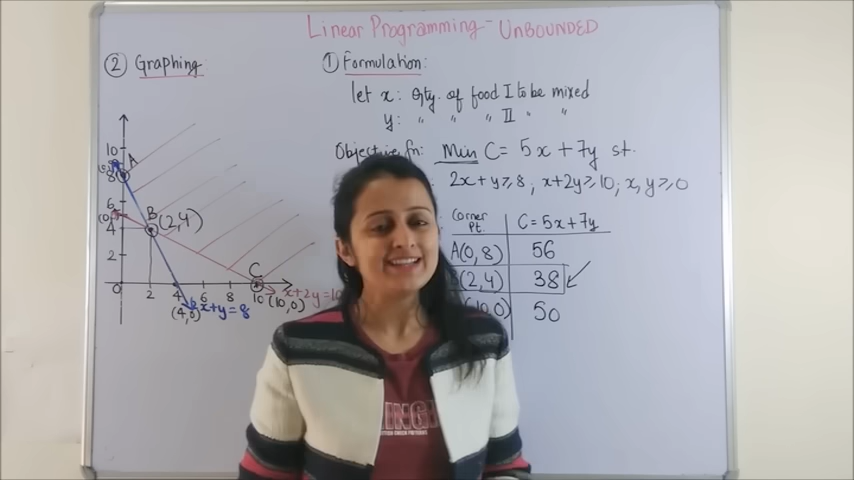 Linear Programming - UNBOUNDED
② Graphing
① Formulation:
let x: Qty. of food I to be mixed
y: " " " II " "
Objective fn: Min C = 5x + 7y st.
2x+y ≥ 8 ; x+2y ≥ 10 ; x, y ≥ 0
Corner Pt. C = 5x + 7y
A(0,8) 56
(2,4) 38
(10,0) 50
10
A
8
6
B (2,4)
4
2
C
0 2 4 6 8 10 (10,0)
x+2y=10
x+y=8
(4,0)